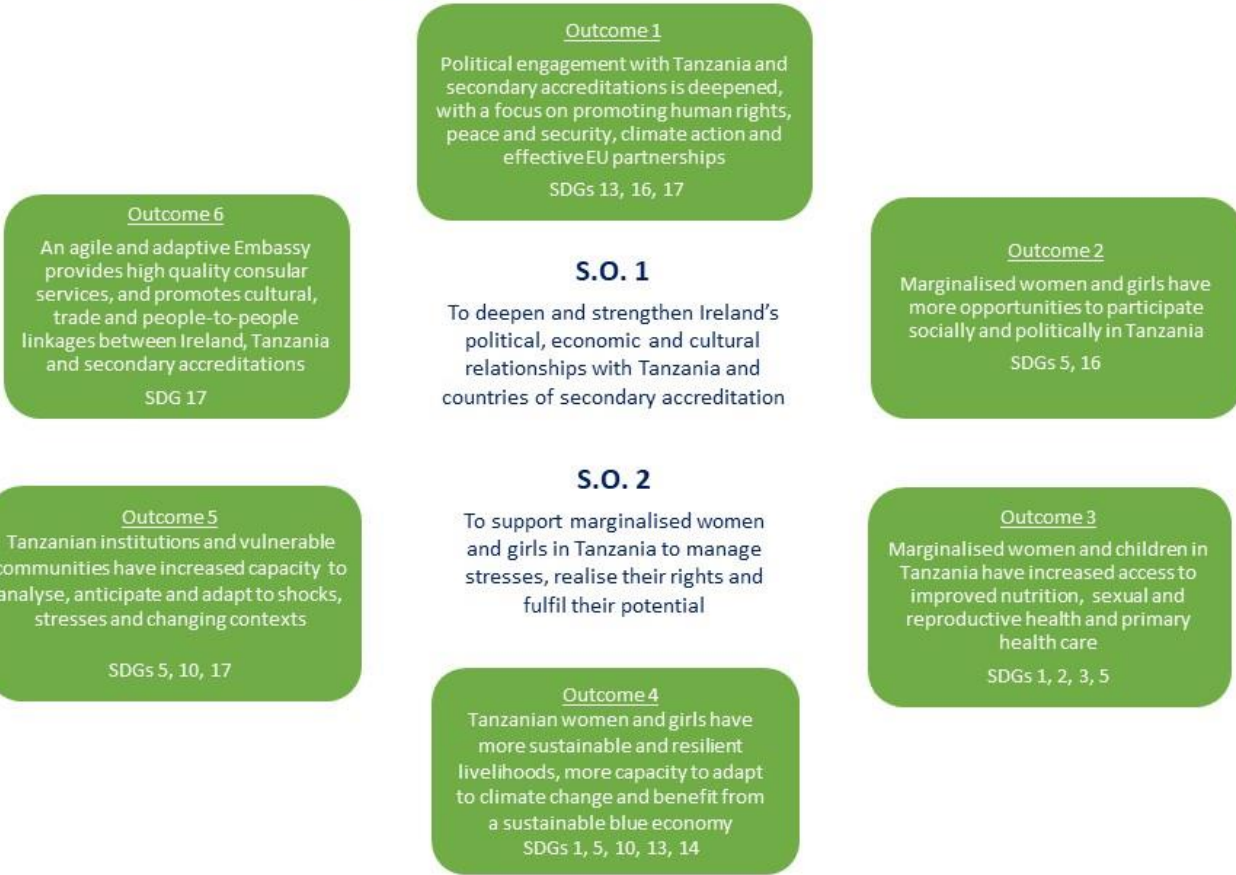 Outcome 1
Political engagement with Tanzania and
secondary accreditations is deepened,
with a focus on promoting human rights,
peace and security, climate action and
effective EU partnerships
SDGs 13, 16, 17
Outcome 6
An agile and adaptive Embassy
provides high quality consular
services, and promotes cultural,
trade and people-to-people
linkages between Ireland, Tanzania
and secondary accreditations
SDG 17
S.O. 1
To deepen and strengthen Ireland's
political, economic and cultural
relationships with Tanzania and
countries of secondary accreditation
Outcome 2
Marginalised women and girls have
more opportunities to participate
socially and politically in Tanzania
SDGs 5, 16
Outcome 5
Tanzanian institutions and vulnerable
communities have increased capacity to
analyse, anticipate and adapt to shocks,
stresses and changing contexts
SDGs 5, 10, 17
S.O. 2
To support marginalised women
and girls in Tanzania to manage
stresses, realise their rights and
fulfil their potential
Outcome 3
Marginalised women and children in
Tanzania have increased access to
improved nutrition, sexual and
reproductive health and primary
health care
SDGs 1, 2, 3, 5
Outcome 4
Tanzanian women and girls have
more sustainable and resilient
livelihoods, more capacity to adapt
to climate change and benefit from
a sustainable blue economy
SDGs 1, 5, 10, 13, 14